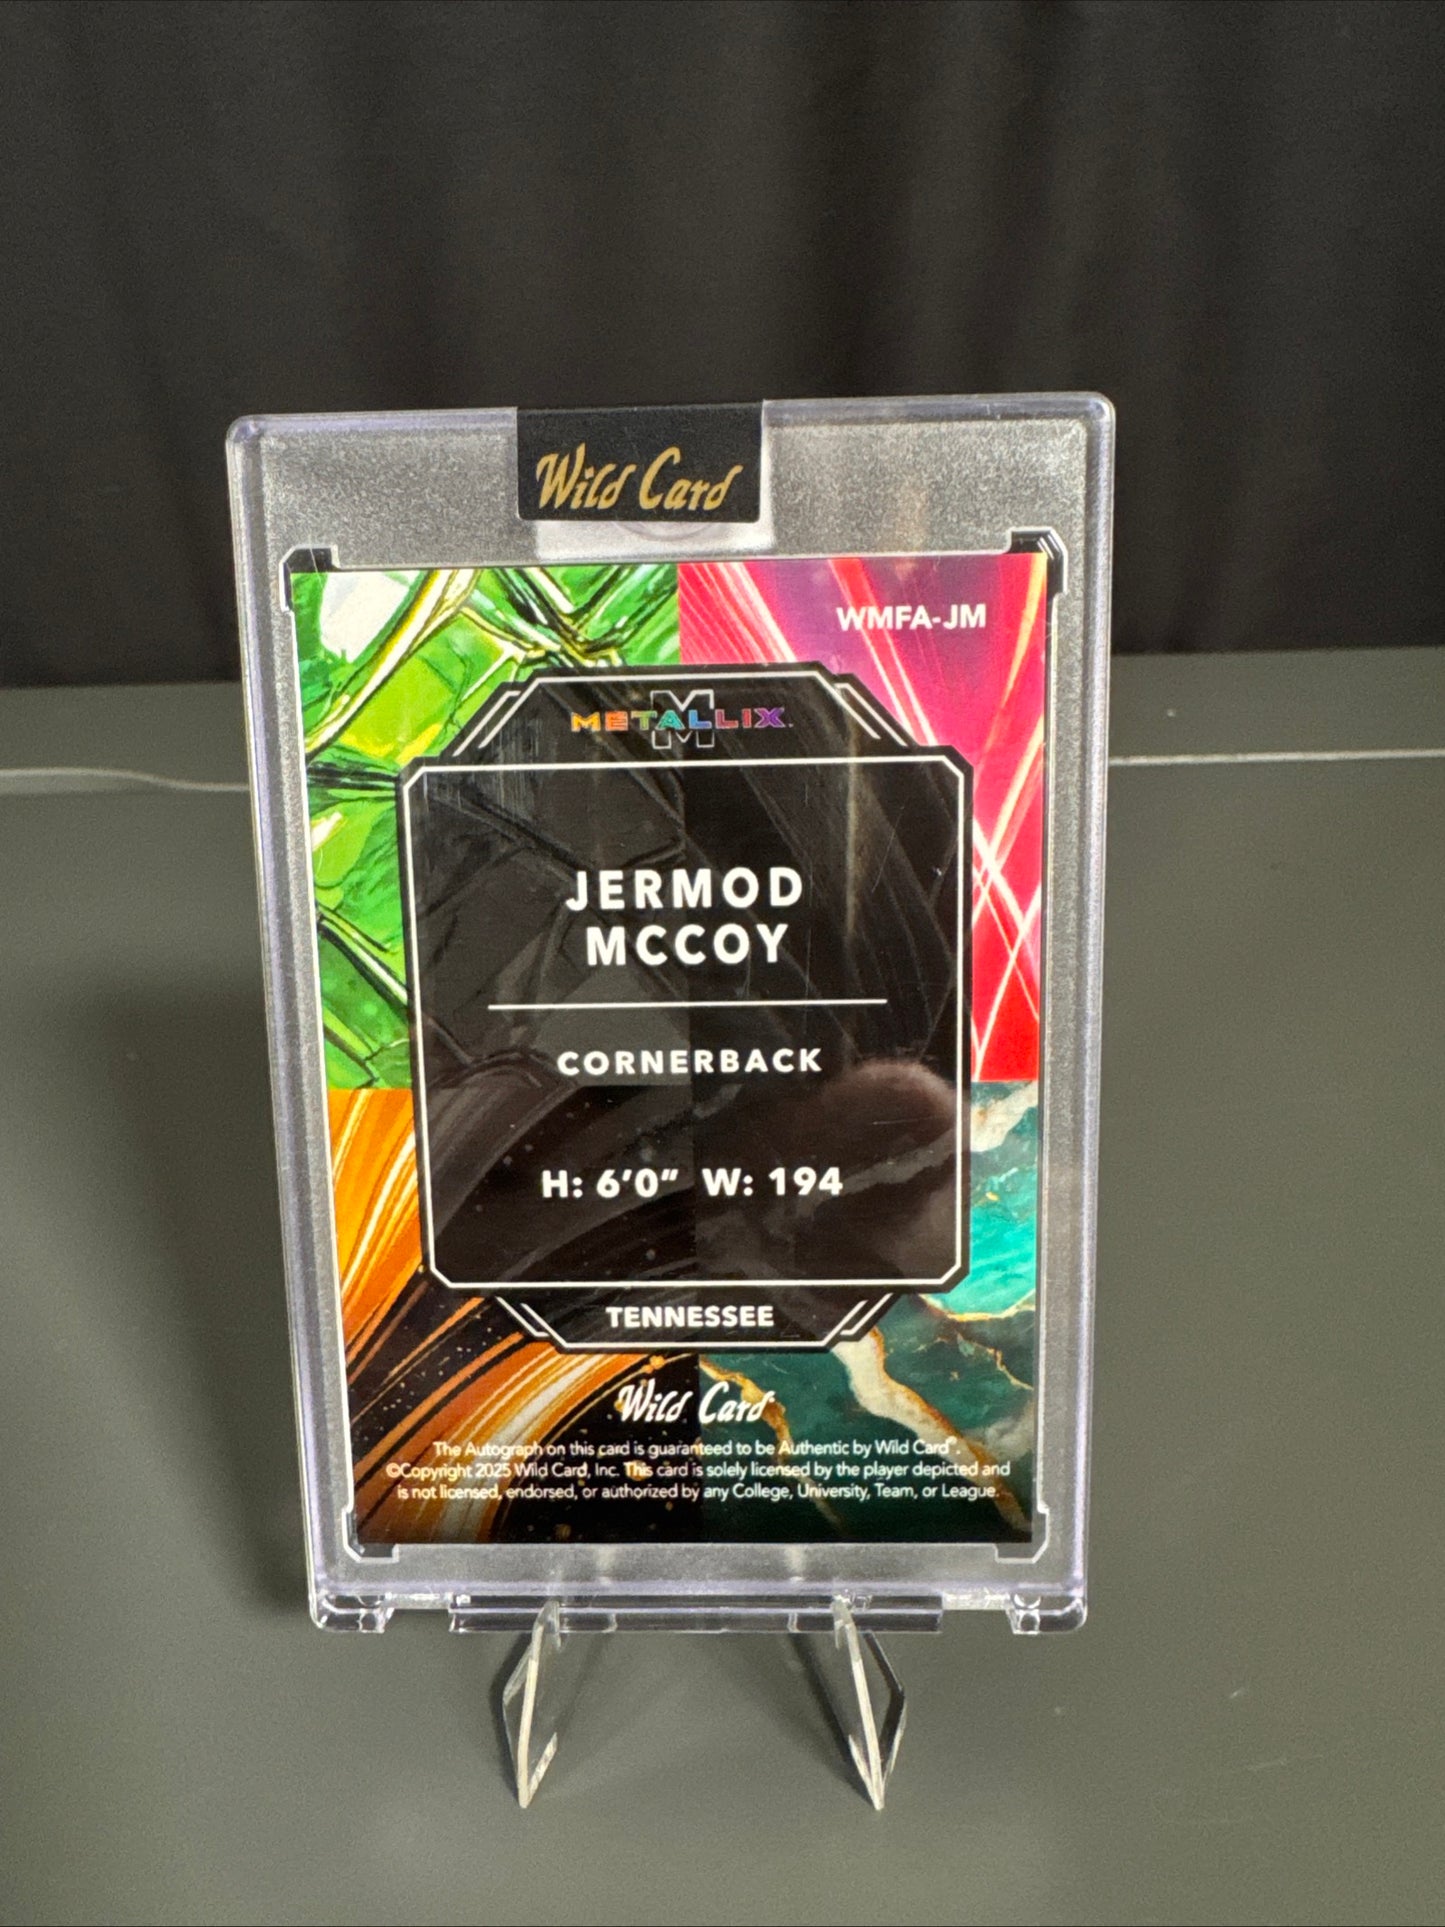 Wild Card
WMFA-JM
M
METALLIX™
JERMOD
MCCOY
CORNERBACK
H: 6'0" W: 194
TENNESSEE
Wild Card
The Autograph on this card is guaranteed to be Authentic by Wild Card®.
©Copyright 2025 Wild Card, Inc. This card is solely licensed by the player depicted and
is not licensed, endorsed, or authorized by any College, University, Team, or League.